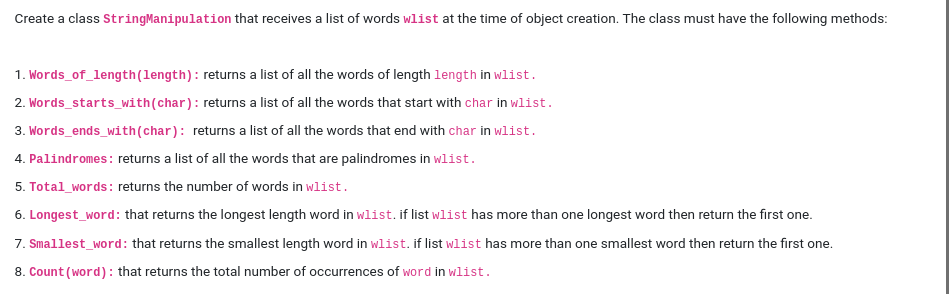 Create a class StringManipulation that receives a list of words wlist at the time of object creation. The class must have the following methods:
1. Words_of_length(length): returns a list of all the words of length length in wlist.
2. Words_starts_with(char): returns a list of all the words that start with char in wlist.
3. Words_ends_with(char): returns a list of all the words that end with char in wlist.
4. Palindromes: returns a list of all the words that are palindromes in wlist.
5. Total_words: returns the number of words in wlist.
6. Longest_word: that returns the longest length word in wlist. if list wlist has more than one longest word then return the first one.
7. Smallest_word: that returns the smallest length word in wlist. if list wlist has more than one smallest word then return the first one.
8. Count(word): that returns the total number of occurrences of word in wlist.